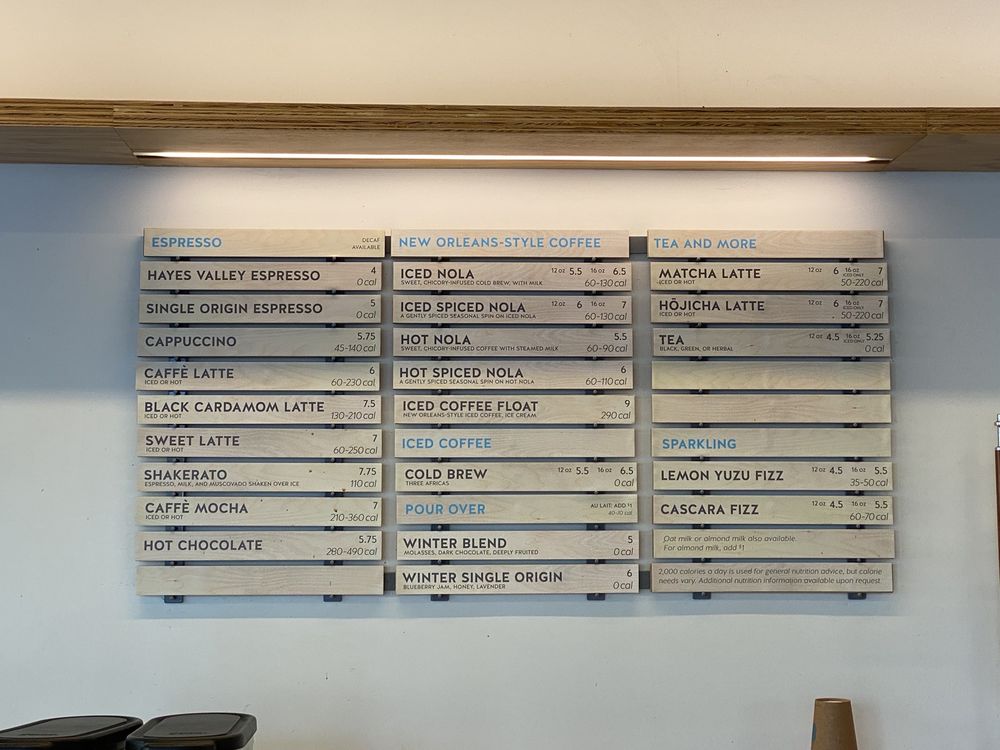 ESPRESSO DECAF AVAILABLE
HAYES VALLEY ESPRESSO 4
0 cal
SINGLE ORIGIN ESPRESSO 5
0 cal
CAPPUCCINO 5.75
45-140 cal
CAFFÈ LATTE 6
ICED OR HOT 60-230 cal
BLACK CARDAMOM LATTE 7.5
ICED OR HOT 130-210 cal
SWEET LATTE 7
ICED OR HOT 60-250 cal
SHAKERATO 7.75
ESPRESSO, MILK, AND MUSCOVADO SHAKEN OVER ICE 110 cal
CAFFÈ MOCHA 7
ICED OR HOT 210-360 cal
HOT CHOCOLATE 5.75
280-490 cal
NEW ORLEANS-STYLE COFFEE
ICED NOLA 12 oz 5.5 16 oz 6.5
SWEET, CHICORY-INFUSED COLD BREW, WITH MILK 60-130 cal
ICED SPICED NOLA 12 oz 6 16 oz 7
A GENTLY SPICED SEASONAL SPIN ON ICED NOLA 60-130 cal
HOT NOLA 5.5
SWEET, CHICORY-INFUSED COFFEE WITH STEAMED MILK 60-90 cal
HOT SPICED NOLA 6
A GENTLY SPICED SEASONAL SPIN ON HOT NOLA 60-110 cal
ICED COFFEE FLOAT 9
NEW ORLEANS-STYLE ICED COFFEE, ICE CREAM 290 cal
ICED COFFEE
COLD BREW 12 oz 5.5 16 oz 6.5
THREE AFRICAS 0 cal
POUR OVER AU LAIT: ADD $1
40-110 cal
WINTER BLEND 5
MOLASSES, DARK CHOCOLATE, DEEPLY FRUITED 0 cal
WINTER SINGLE ORIGIN 6
BLUEBERRY JAM, HONEY, LAVENDER 0 cal
TEA AND MORE
MATCHA LATTE 12 oz 6 16 oz ICED ONLY 7
ICED OR HOT 50-220 cal
HŌJICHA LATTE 12 oz 6 16 oz ICED ONLY 7
ICED OR HOT 50-220 cal
TEA 12 oz 4.5 16 oz ICED ONLY 5.25
BLACK, GREEN, OR HERBAL 0 cal
SPARKLING
LEMON YUZU FIZZ 12 oz 4.5 16 oz 5.5
35-50 cal
CASCARA FIZZ 12 oz 4.5 16 oz 5.5
60-70 cal
Oat milk or almond milk also available.
For almond milk, add $1
2,000 calories a day is used for general nutrition advice, but calorie
needs vary. Additional nutrition information available upon request.